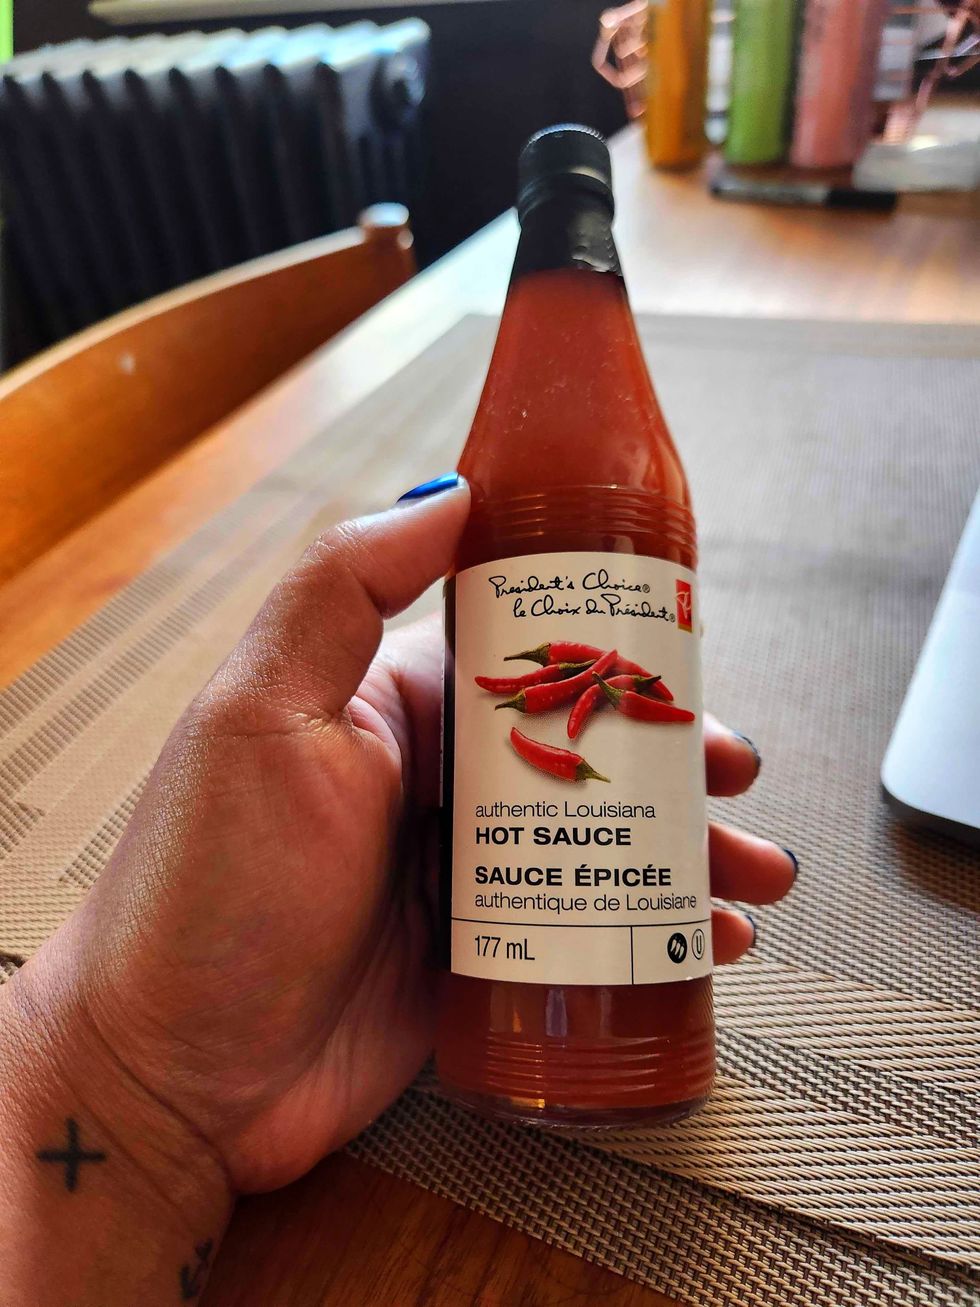 President's Choice®
le Choix du Président®
authentic Louisiana
HOT SAUCE
SAUCE ÉPICÉE
authentique de Louisiane
177 mL
U